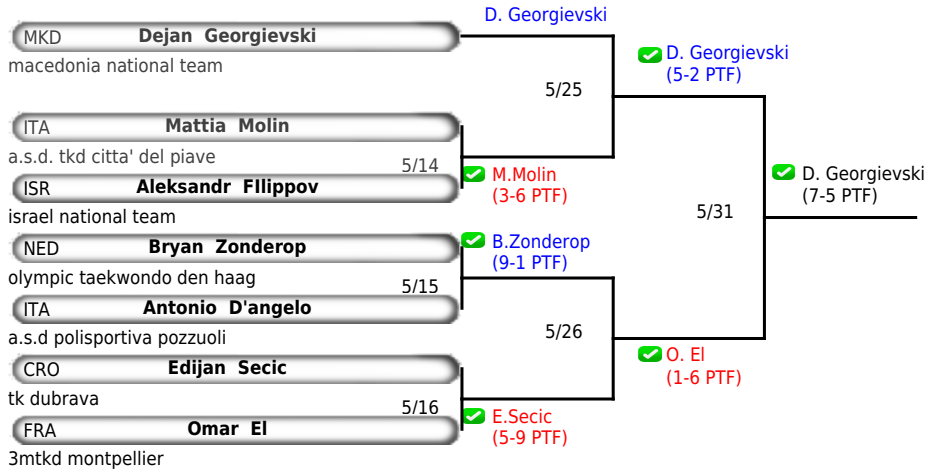 D. Georgievski
MKD Dejan Georgievski
macedonia national team
D. Georgievski
(5-2 PTF)
5/25
ITA Mattia Molin
a.s.d. tkd citta' del piave
5/14
M.Molin
(3-6 PTF)
ISR Aleksandr FIlippov
israel national team
D. Georgievski
(7-5 PTF)
5/31
NED Bryan Zonderop
olympic taekwondo den haag
B.Zonderop
(9-1 PTF)
5/15
ITA Antonio D'angelo
a.s.d polisportiva pozzuoli
5/26
O. El
(1-6 PTF)
CRO Edijan Secic
tk dubrava
5/16
E.Secic
(5-9 PTF)
FRA Omar El
3mtkd montpellier